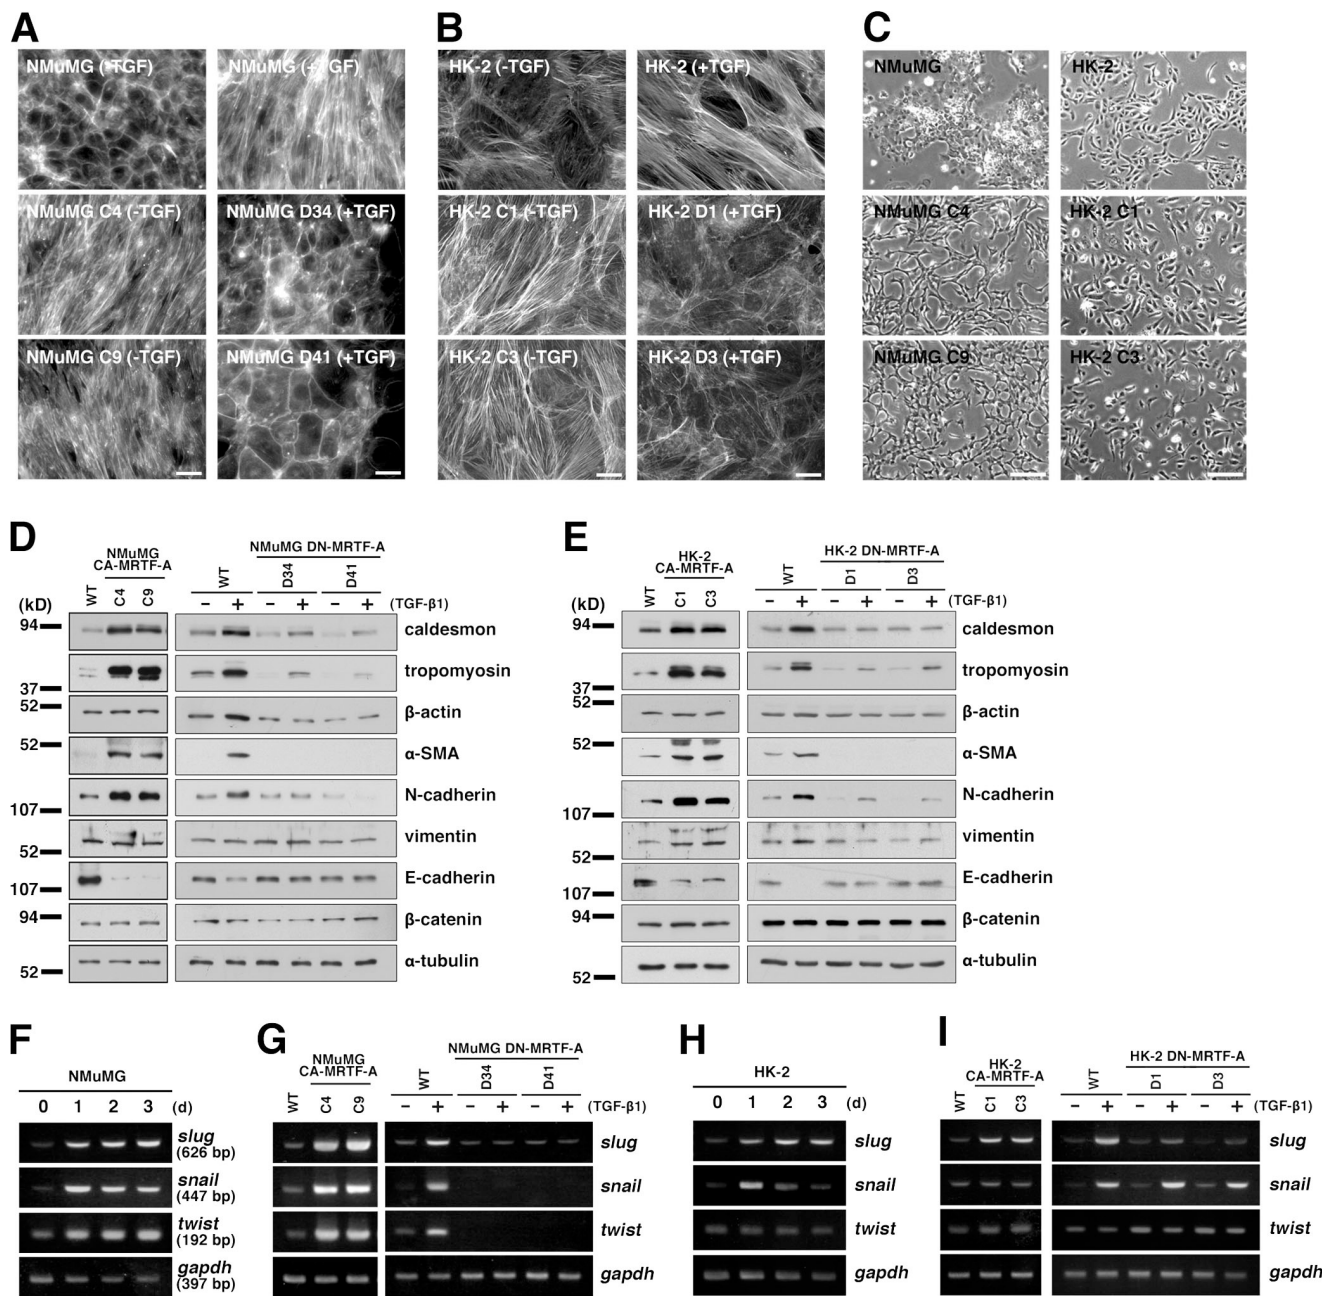 A
NMuMG (-TGF)
NMuMG (+TGF)
NMuMG C4 (-TGF)
NMuMG D34 (+TGF)
NMuMG C9 (-TGF)
NMuMG D41 (+TGF)
B
HK-2 (-TGF)
HK-2 (+TGF)
HK-2 C1 (-TGF)
HK-2 D1 (+TGF)
HK-2 C3 (-TGF)
HK-2 D3 (+TGF)
C
NMuMG
HK-2
NMuMG C4
HK-2 C1
NMuMG C9
HK-2 C3
D
NMuMG
CA-MRTF-A
NMuMG DN-MRTF-A
WT
C4
C9
WT
D34
D41
(kD)
− + − + − + (TGF-β1)
94
caldesmon
tropomyosin
37
52
β-actin
52
α-SMA
N-cadherin
107
vimentin
52
E-cadherin
107
94
β-catenin
α-tubulin
52
E
HK-2
CA-MRTF-A
HK-2 DN-MRTF-A
WT
C1
C3
WT
D1
D3
(kD)
− + − + − + (TGF-β1)
94
caldesmon
tropomyosin
37
52
β-actin
52
α-SMA
N-cadherin
107
vimentin
52
E-cadherin
107
94
β-catenin
α-tubulin
52
F
NMuMG
0 1 2 3 (d)
slug
(626 bp)
snail
(447 bp)
twist
(192 bp)
gapdh
(397 bp)
G
NMuMG
CA-MRTF-A
NMuMG DN-MRTF-A
WT
C4
C9
WT
D34
D41
− + − + − + (TGF-β1)
slug
snail
twist
gapdh
H
HK-2
0 1 2 3 (d)
slug
snail
twist
gapdh
I
HK-2
CA-MRTF-A
HK-2 DN-MRTF-A
WT
C1
C3
WT
D1
D3
− + − + − + (TGF-β1)
slug
snail
twist
gapdh